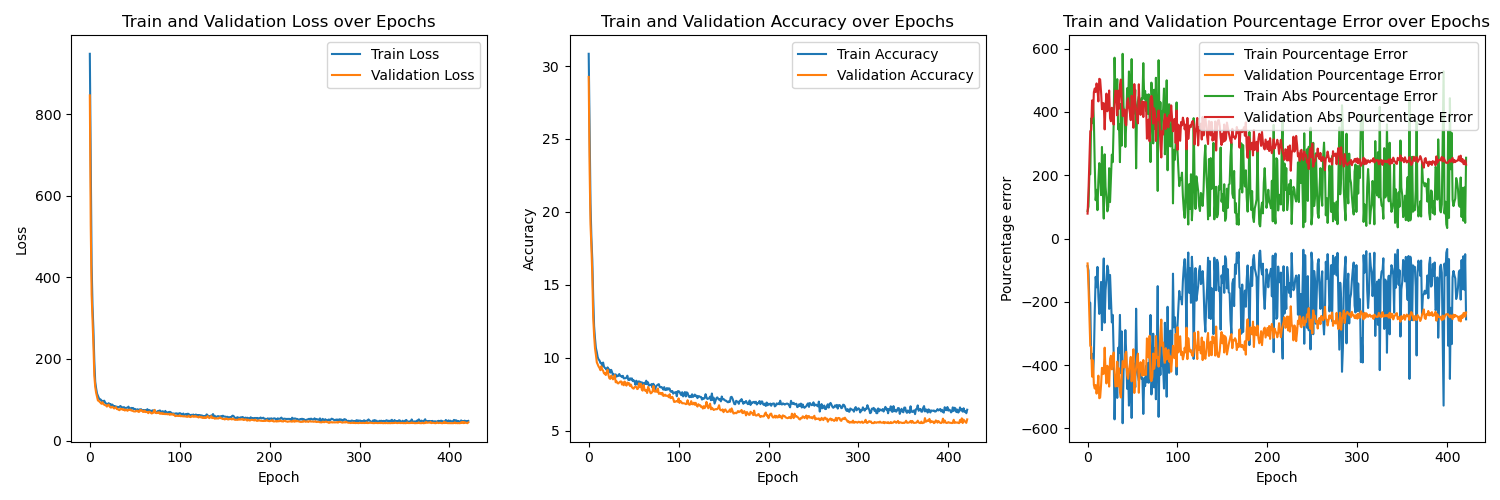 Train and Validation Loss over Epochs
Train Loss
Validation Loss
800
600
400
200
0
Loss
0 100 200 300 400
Epoch
Train and Validation Accuracy over Epochs
Train Accuracy
Validation Accuracy
30
25
20
15
10
5
Accuracy
0 100 200 300 400
Epoch
Train and Validation Pourcentage Error over Epochs
Train Pourcentage Error
Validation Pourcentage Error
Train Abs Pourcentage Error
Validation Abs Pourcentage Error
600
400
200
0
−200
−400
−600
Pourcentage error
0 100 200 300 400
Epoch